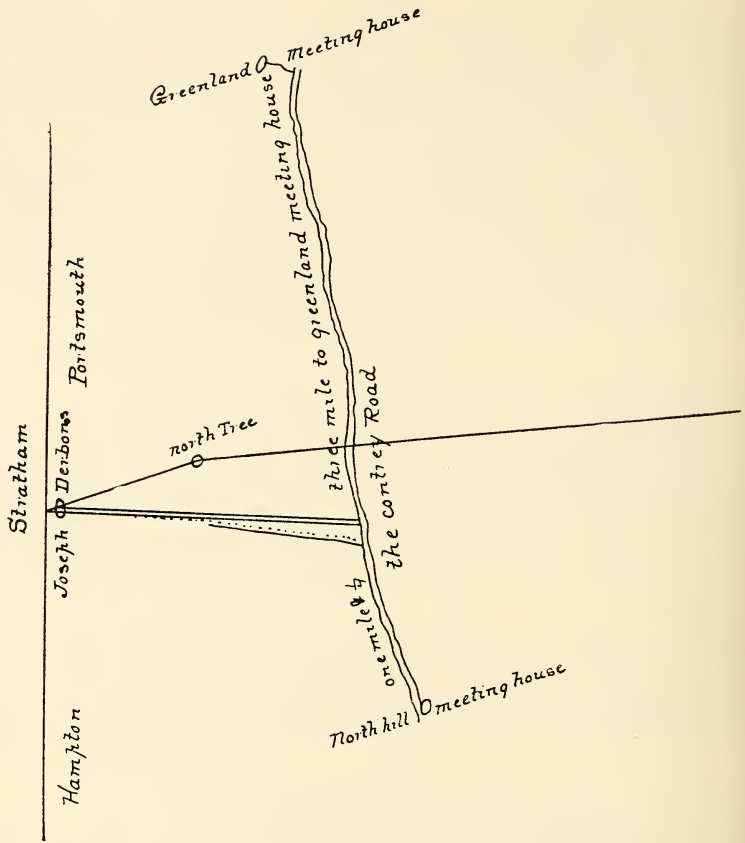 Greenland meeting house
three mile to greenland meeting house
the contrey Road
Stratham
Portsmouth
Joseph Derbons
north Tree
Hampton
one mile &
North hill meeting house